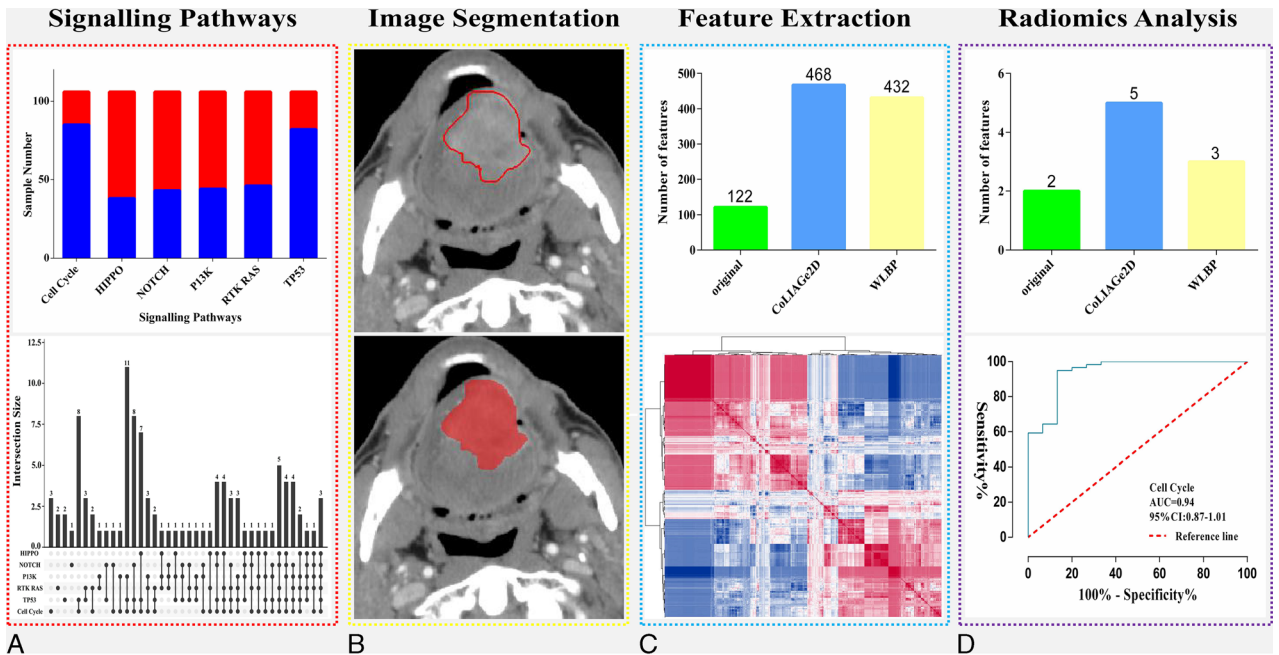 Signalling Pathways
Image Segmentation
Feature Extraction
Radiomics Analysis
Sample Number
100
50
0
Cell Cycle
HIPPO
NOTCH
P13K
RTK RAS
TP53
Signalling Pathways
Intersection Size
12.5
10.0
7.5
5.0
2.5
0.0
3 2 2 1 8 3 2 1 1 1 1 11 8 7 3 2 1 1 1 1 1 1 1 1 4 4 3 3 1 1 1 1 1 5 4 4 2 1 1 3
HIPPO
NOTCH
P13K
RTK RAS
TP53
Cell Cycle
Number of features
500
400
300
200
100
0
122
468
432
original
CoLIAGe2D
WLBP
Number of features
6
4
2
0
2
5
3
original
CoLIAGe2D
WLBP
Sensitivity%
100
80
60
40
20
0
Cell Cycle
AUC=0.94
95%CI:0.87-1.01
Reference line
0 20 40 60 80 100
100% - Specificity%
A
B
C
D